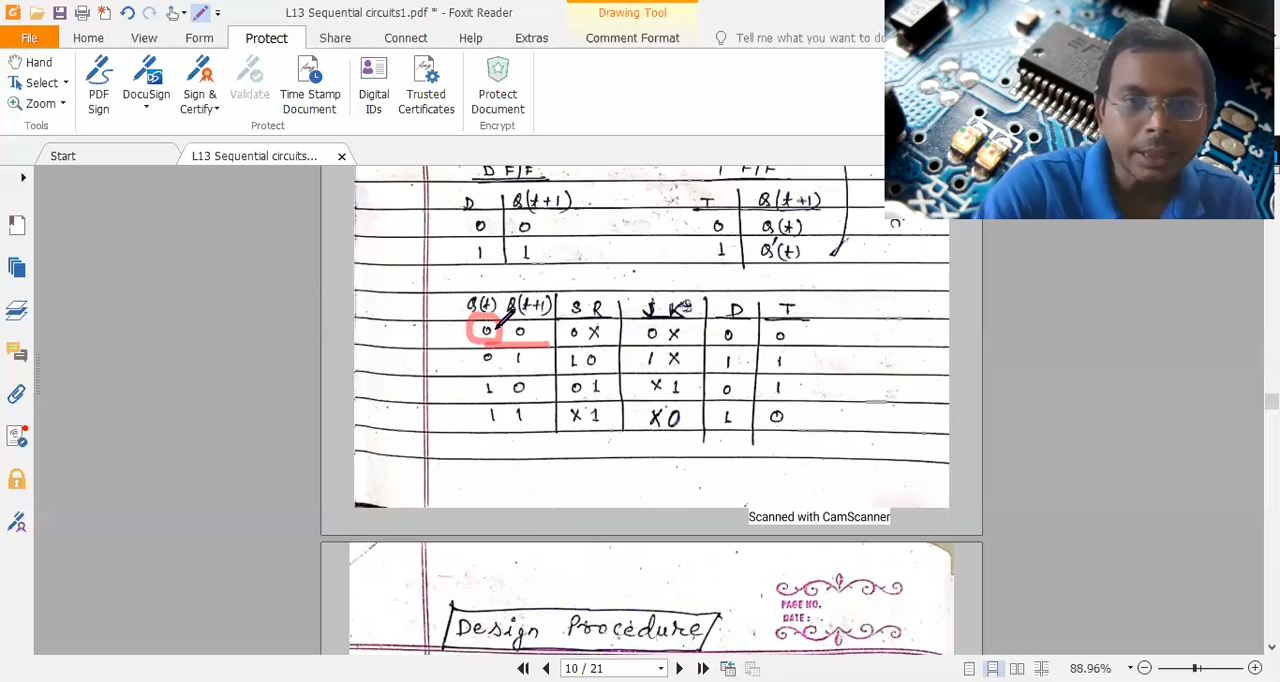 L13 Sequential circuits1.pdf * - Foxit Reader
Drawing Tool
File Home View Form Protect Share Connect Help Extras Comment Format Tell me what you want to do
Hand
Select
Zoom
Tools
PDF Sign
DocuSign
Sign & Certify
Validate
Time Stamp Document
Digital IDs
Trusted Certificates
Protect
Protect Document
Encrypt
Start L13 Sequential circuits...
D F/F
D Q(t+1)
0 0
1 1
T Q(t+1)
0 Q(t)
1 Q'(t)
Q(t) Q(t+1) S R J K D T
0 0 0 X 0 X 0 0
0 1 1 0 1 X 1 1
1 0 0 1 X 1 0 1
1 1 X 1 X 0 1 0
Scanned with CamScanner
Design Procedure
PAGE NO.
DATE:
10 / 21
88.96%